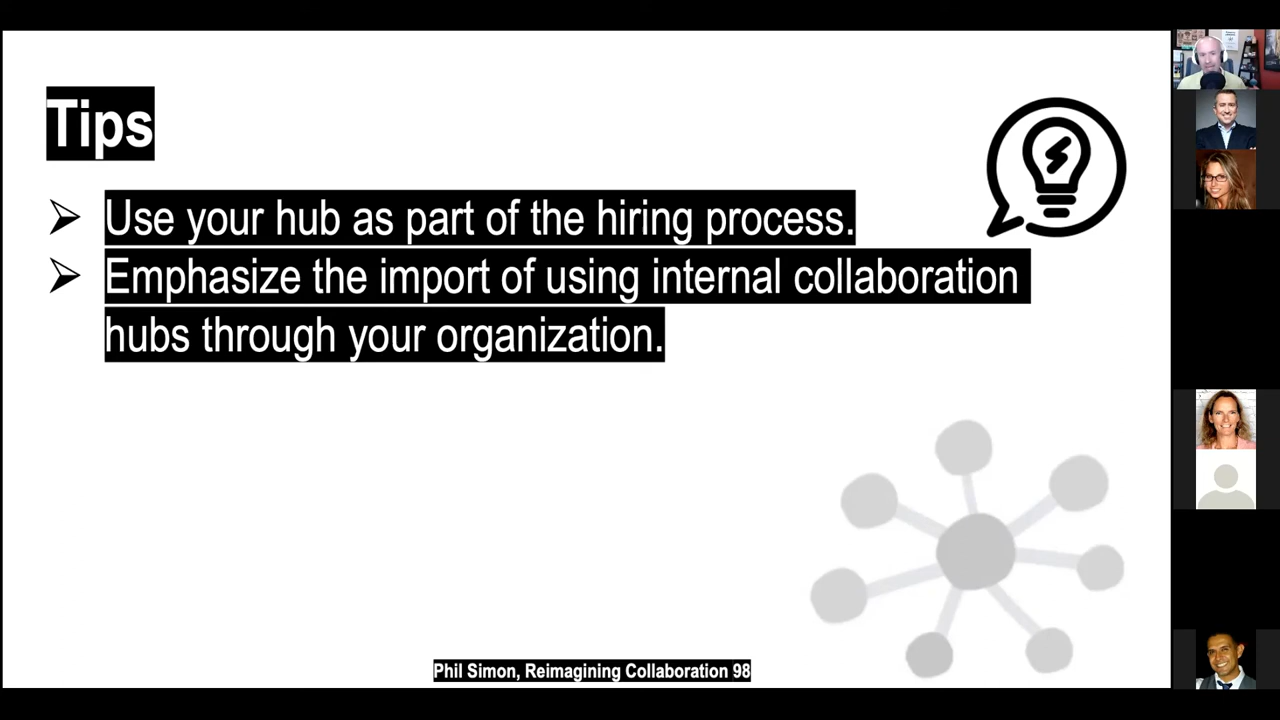 Tips
Use your hub as part of the hiring process.
Emphasize the import of using internal collaboration
hubs through your organization.
Phil Simon, Reimagining Collaboration 98